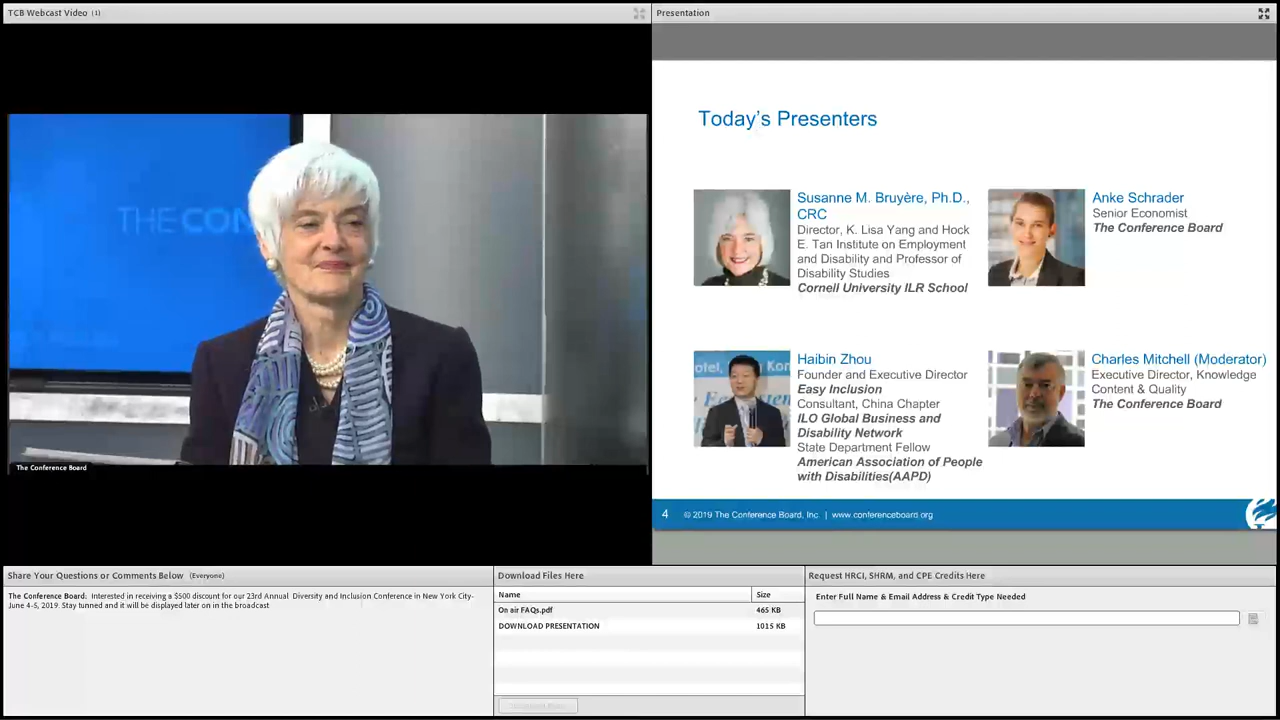 TCB Webcast Video (1)
THE CON
The Conference Board
Presentation
Today's Presenters
Susanne M. Bruyère, Ph.D.,
CRC
Director, K. Lisa Yang and Hock
E. Tan Institute on Employment
and Disability and Professor of
Disability Studies
Cornell University ILR School
Anke Schrader
Senior Economist
The Conference Board
Haibin Zhou
Founder and Executive Director
Easy Inclusion
Consultant, China Chapter
ILO Global Business and
Disability Network
State Department Fellow
American Association of People
with Disabilities(AAPD)
Charles Mitchell (Moderator)
Executive Director, Knowledge
Content & Quality
The Conference Board
4 © 2019 The Conference Board, Inc. | www.conferenceboard.org
Share Your Questions or Comments Below (Everyone)
The Conference Board: Interested in receiving a $500 discount for our 23rd Annual Diversity and Inclusion Conference in New York City-
June 4-5, 2019. Stay tunned and it will be displayed later on in the broadcast
Download Files Here
Name Size
On air FAQs.pdf 465 KB
DOWNLOAD PRESENTATION 1015 KB
Request HRCI, SHRM, and CPE Credits Here
Enter Full Name & Email Address & Credit Type Needed